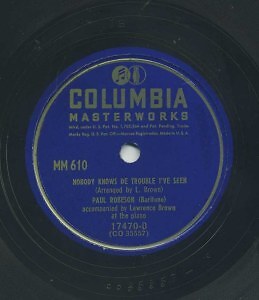 COLUMBIA
MASTERWORKS
MM 610
NOBODY KNOWS DE TROUBLE I'VE SEEN
(Arranged by L. Brown)
PAUL ROBESON (Baritone)
accompanied by Lawrence Brown
at the piano
17470-D